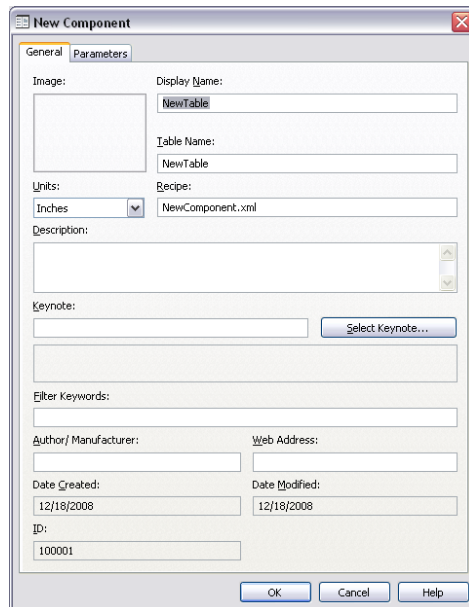 New Component
General Parameters
Image: Display Name:
NewTable
Table Name:
NewTable
Units: Recipe:
Inches NewComponent.xml
Description:
Keynote:
Select Keynote...
Filter Keywords:
Author/ Manufacturer: Web Address:
Date Created: Date Modified:
12/18/2008 12/18/2008
ID:
100001
OK Cancel Help